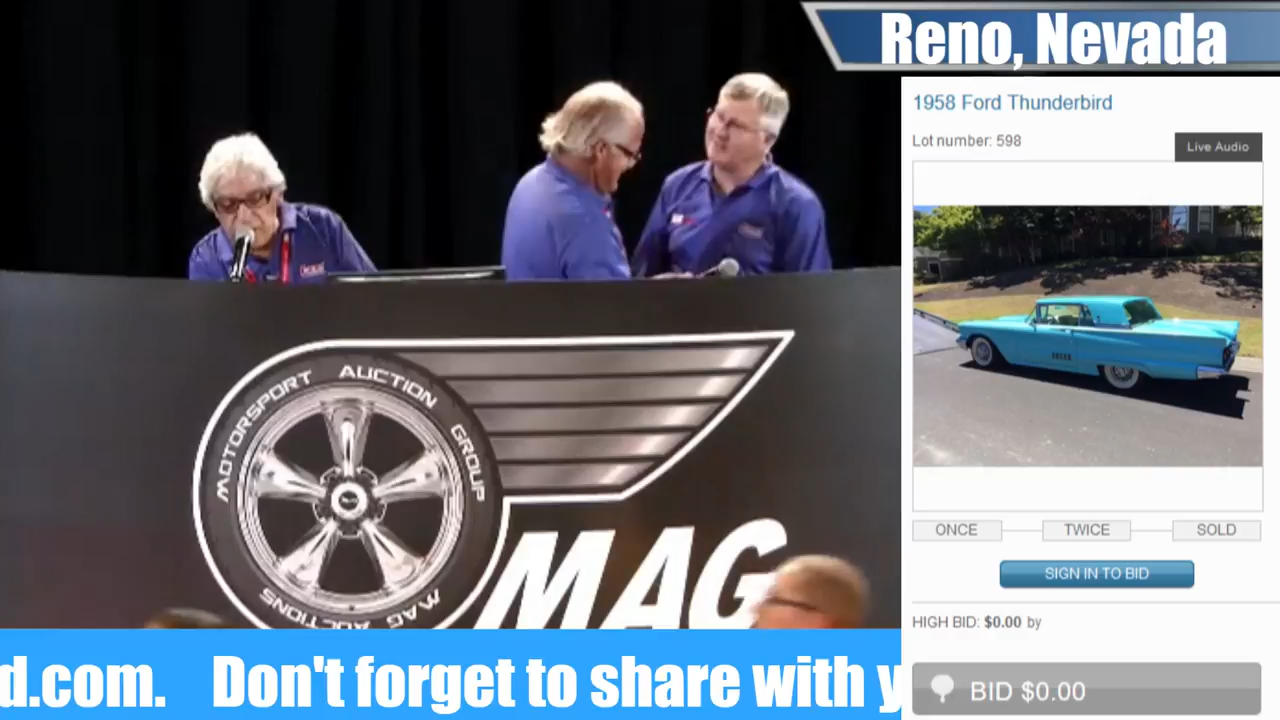 Reno, Nevada
1958 Ford Thunderbird
Lot number: 598
Live Audio
MOTORSPORT AUCTION GROUP
MAG AUCTIONS
MAG
ONCE
TWICE
SOLD
SIGN IN TO BID
HIGH BID: $0.00 by
BID $0.00
d.com. Don't forget to share with y